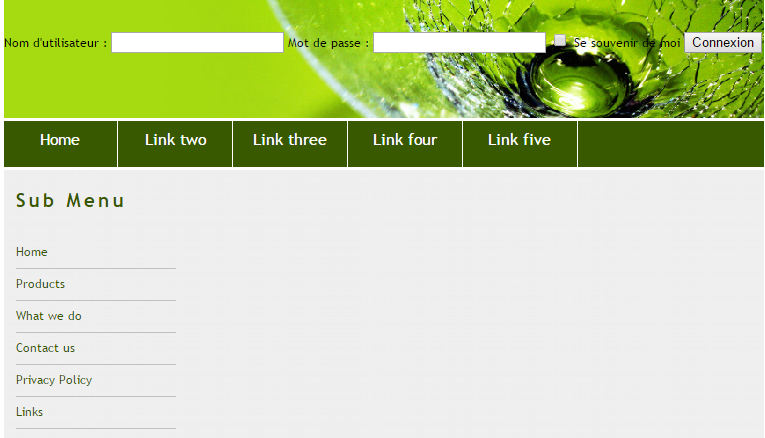 Nom d'utilisateur : Mot de passe : Se souvenir de moi Connexion
Home Link two Link three Link four Link five
Sub Menu
Home
Products
What we do
Contact us
Privacy Policy
Links